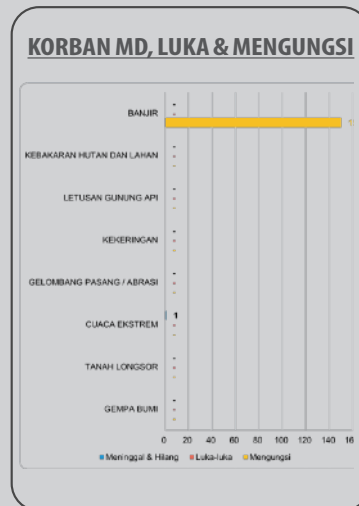 KORBAN MD, LUKA & MENGUNGSI
BANJIR - -
KEBAKARAN HUTAN DAN LAHAN - - -
LETUSAN GUNUNG API - - -
KEKERINGAN - - -
GELOMBANG PASANG / ABRASI - - -
CUACA EKSTREM 1 - -
TANAH LONGSOR - - -
GEMPA BUMI - - -
0 20 40 60 80 100 120 140
Meninggal & Hilang Luka-luka Mengungsi